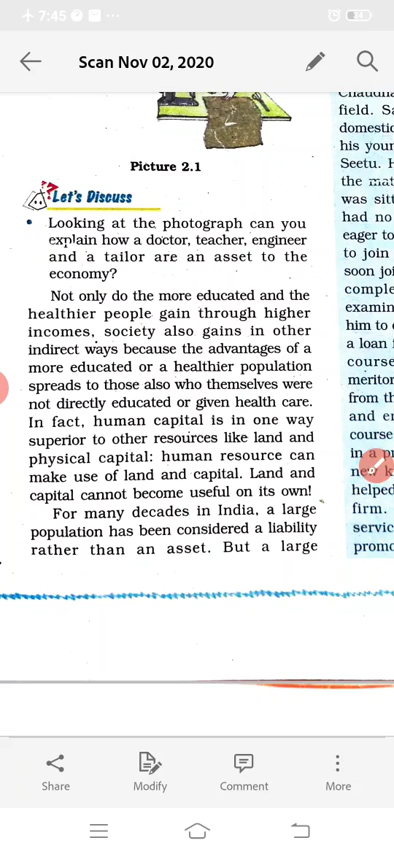 7:45
Scan Nov 02, 2020
Picture 2.1
Let's Discuss
• Looking at the photograph can you
explain how a doctor, teacher, engineer
and a tailor are an asset to the
economy?
Not only do the more educated and the
healthier people gain through higher
incomes, society also gains in other
indirect ways because the advantages of a
more educated or a healthier population
spreads to those also who themselves were
not directly educated or given health care.
In fact, human capital is in one way
superior to other resources like land and
physical capital: human resource can
make use of land and capital. Land and
capital cannot become useful on its own!
For many decades in India, a large
population has been considered a liability
rather than an asset. But a large
field. Sa
domestic
his your
Seetu. H
the mat
was sitt
had no
eager to
to join
soon joi
comple
examin
him to
a loan
course
meritor
from th
and en
course
in a pr
helped
firm.
servic
promo
Share
Modify
Comment
More